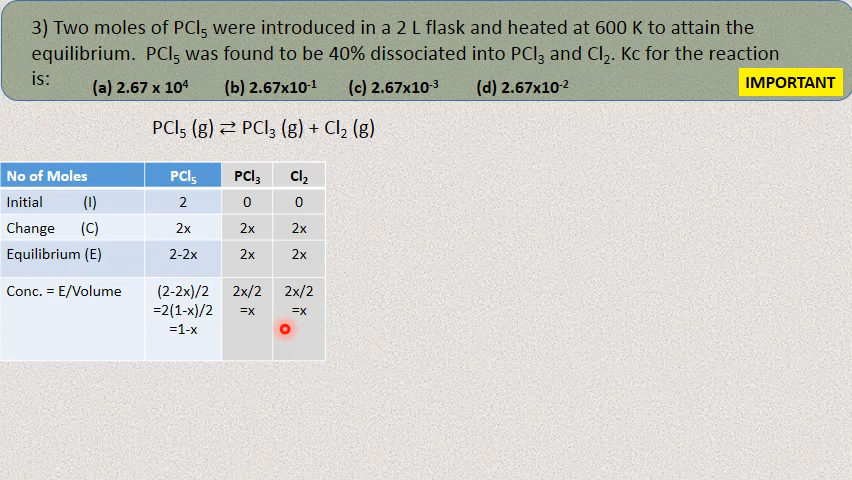 3) Two moles of PCl₅ were introduced in a 2 L flask and heated at 600 K to attain the
equilibrium. PCl₅ was found to be 40% dissociated into PCl₃ and Cl₂. Kc for the reaction
is: (a) 2.67 x 10⁴ (b) 2.67x10⁻¹ (c) 2.67x10⁻³ (d) 2.67x10⁻²
IMPORTANT
PCl₅ (g) ⇄ PCl₃ (g) + Cl₂ (g)
No of Moles PCl₅ PCl₃ Cl₂
Initial (I) 2 0 0
Change (C) 2x 2x 2x
Equilibrium (E) 2-2x 2x 2x
Conc. = E/Volume (2-2x)/2 2x/2 2x/2
=2(1-x)/2 =x =x
=1-x